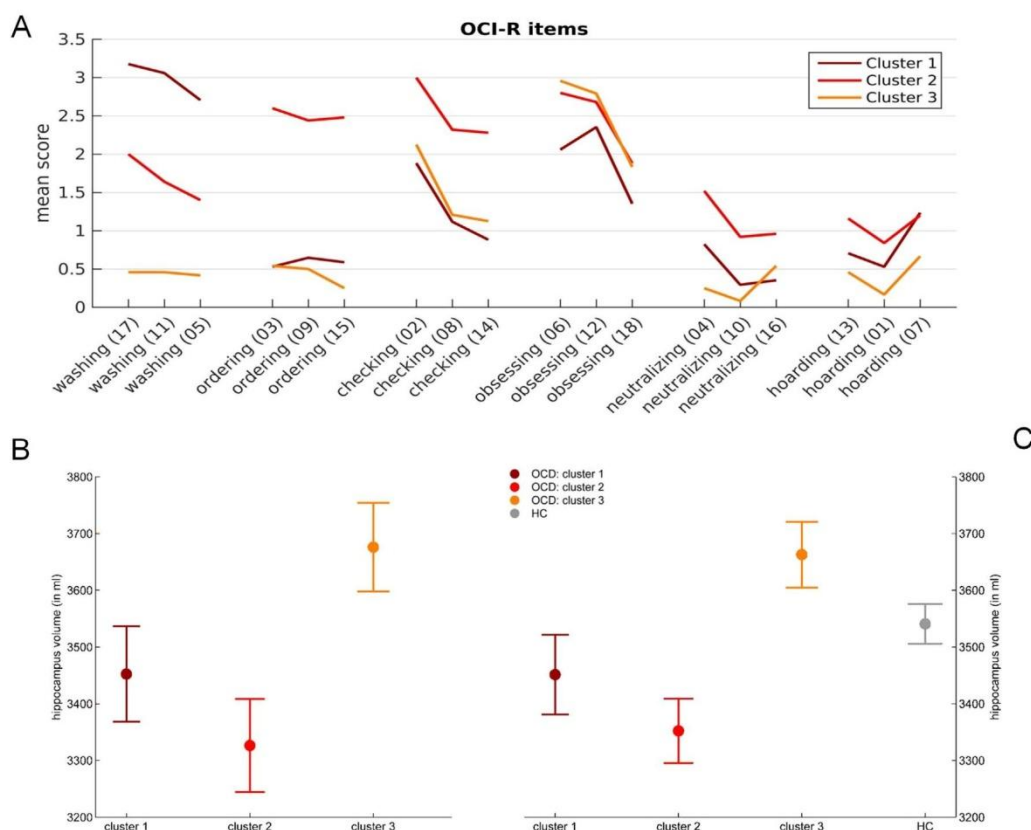 A
OCI-R items
3.5
3
2.5
2
1.5
1
0.5
0
mean score
Cluster 1
Cluster 2
Cluster 3
washing (17)
washing (11)
washing (05)
ordering (03)
ordering (09)
ordering (15)
checking (02)
checking (08)
checking (14)
obsessing (06)
obsessing (12)
obsessing (18)
neutralizing (04)
neutralizing (10)
neutralizing (16)
hoarding (13)
hoarding (01)
hoarding (07)
B
3800
3700
3600
3500
3400
3300
3200
hippocampus volume (in ml)
cluster 1
cluster 2
cluster 3
OCD: cluster 1
OCD: cluster 2
OCD: cluster 3
HC
C
3800
3700
3600
3500
3400
3300
3200
hippocampus volume (in ml)
cluster 1
cluster 2
cluster 3
HC